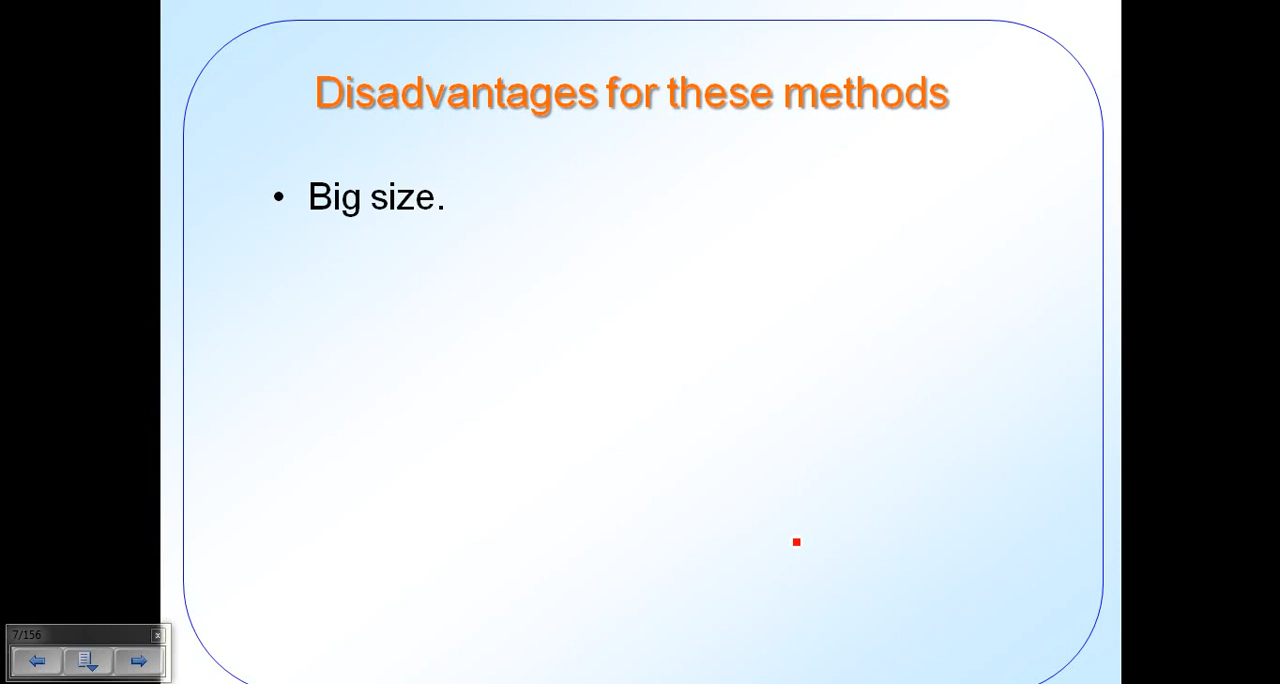 Disadvantages for these methods
• Big size.
7/156
x